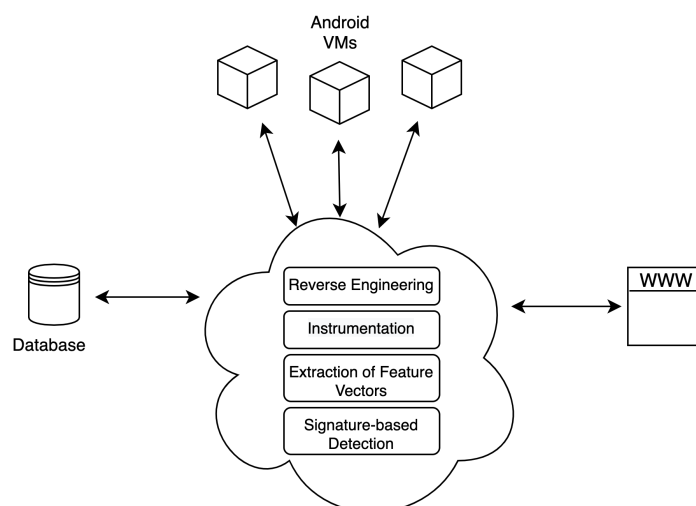 Android
VMs
WWW
Reverse Engineering
Instrumentation
Database
Extraction of Feature
Vectors
Signature-based
Detection